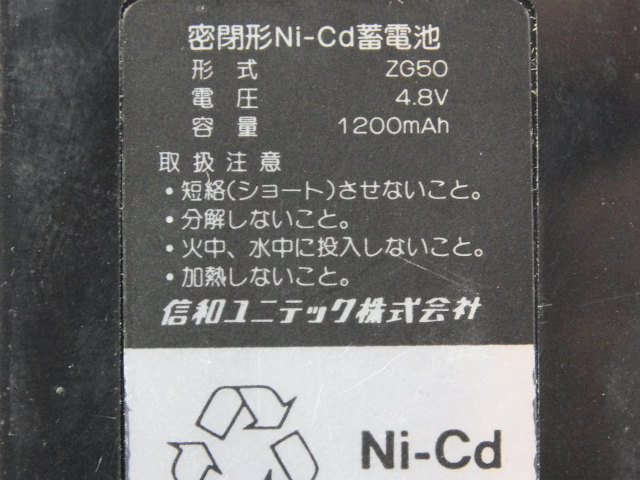 密閉形Ni-Cd蓄電池
形式 ZG50
電圧 4.8V
容量 1200mAh
取扱注意
・短絡(ショート)させないこと。
・分解しないこと。
・火中、水中に投入しないこと。
・加熱しないこと。
信和ユニテック株式会社
Ni-Cd